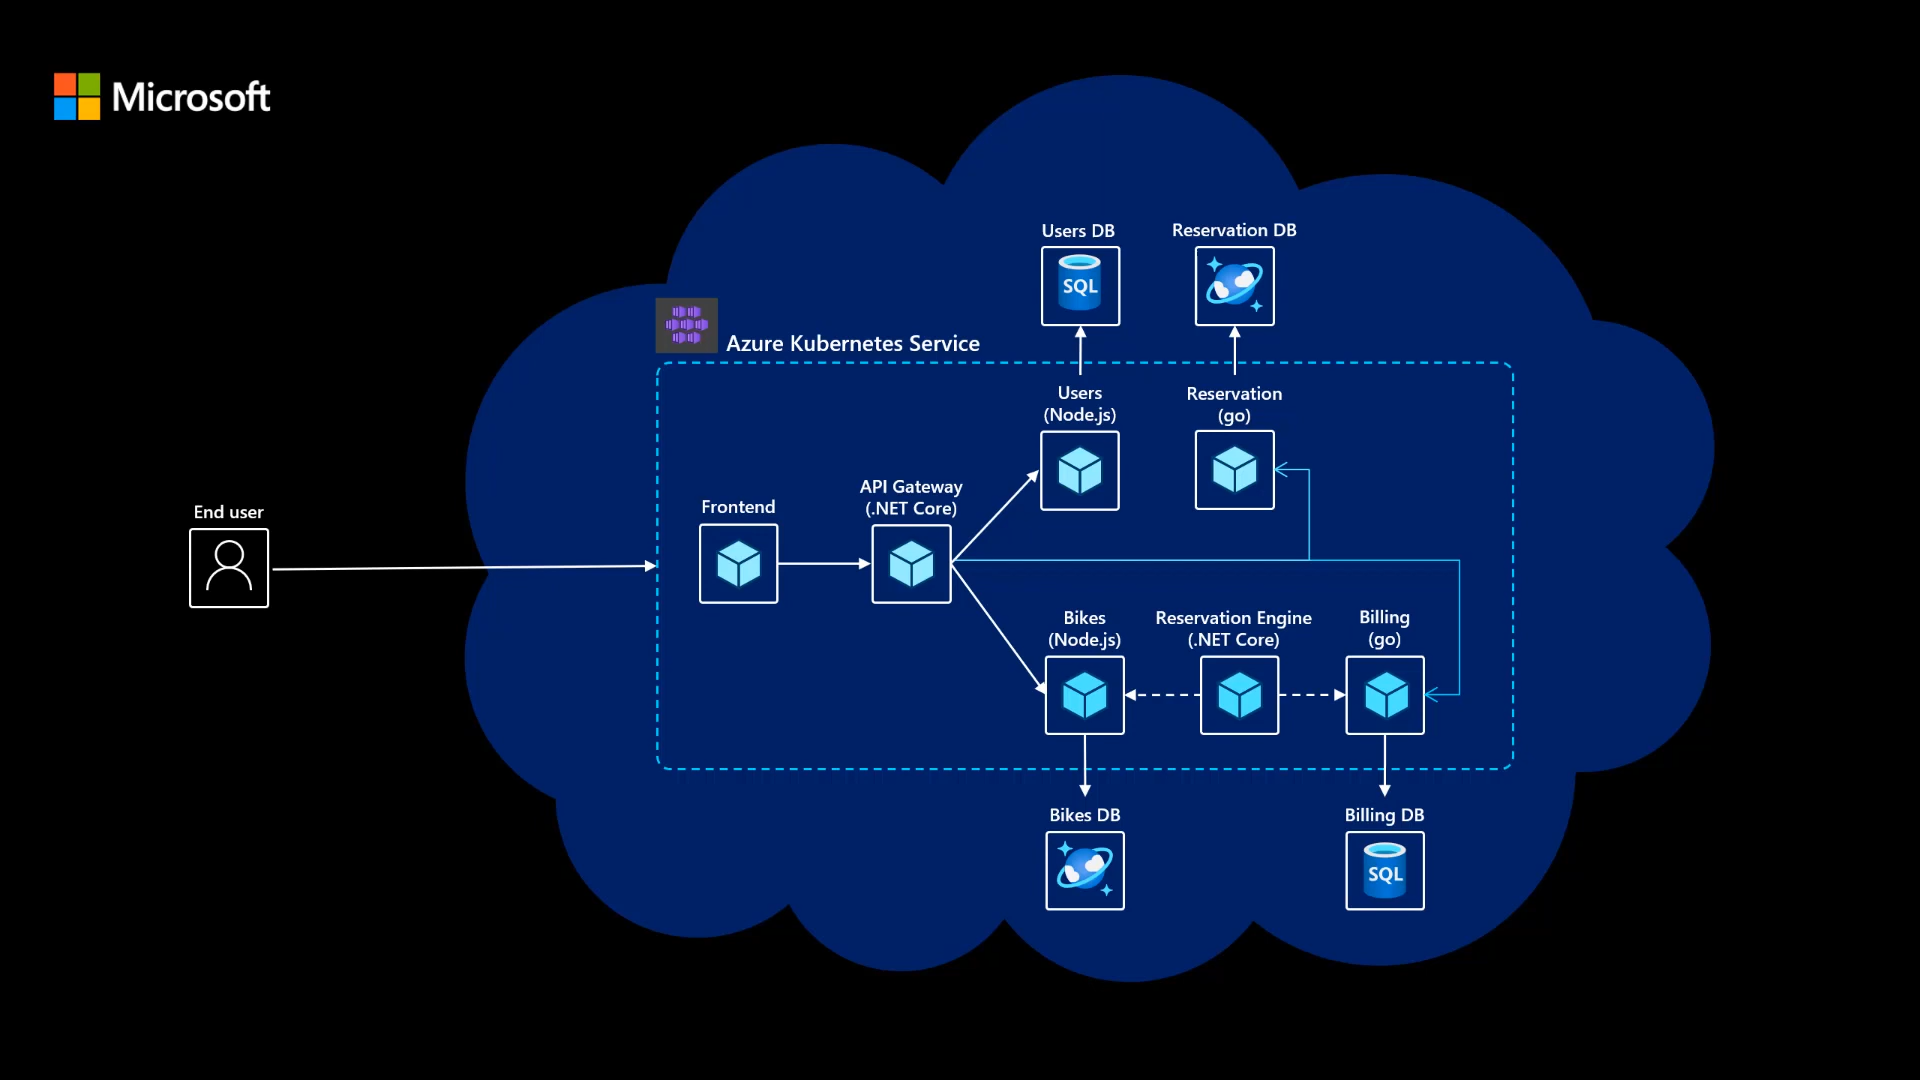 Microsoft
Users DB
Reservation DB
SQL
Azure Kubernetes Service
Users
(Node.js)
Reservation
(go)
End user
Frontend
API Gateway
(.NET Core)
Bikes
(Node.js)
Reservation Engine
(.NET Core)
Billing
(go)
Bikes DB
Billing DB
SQL